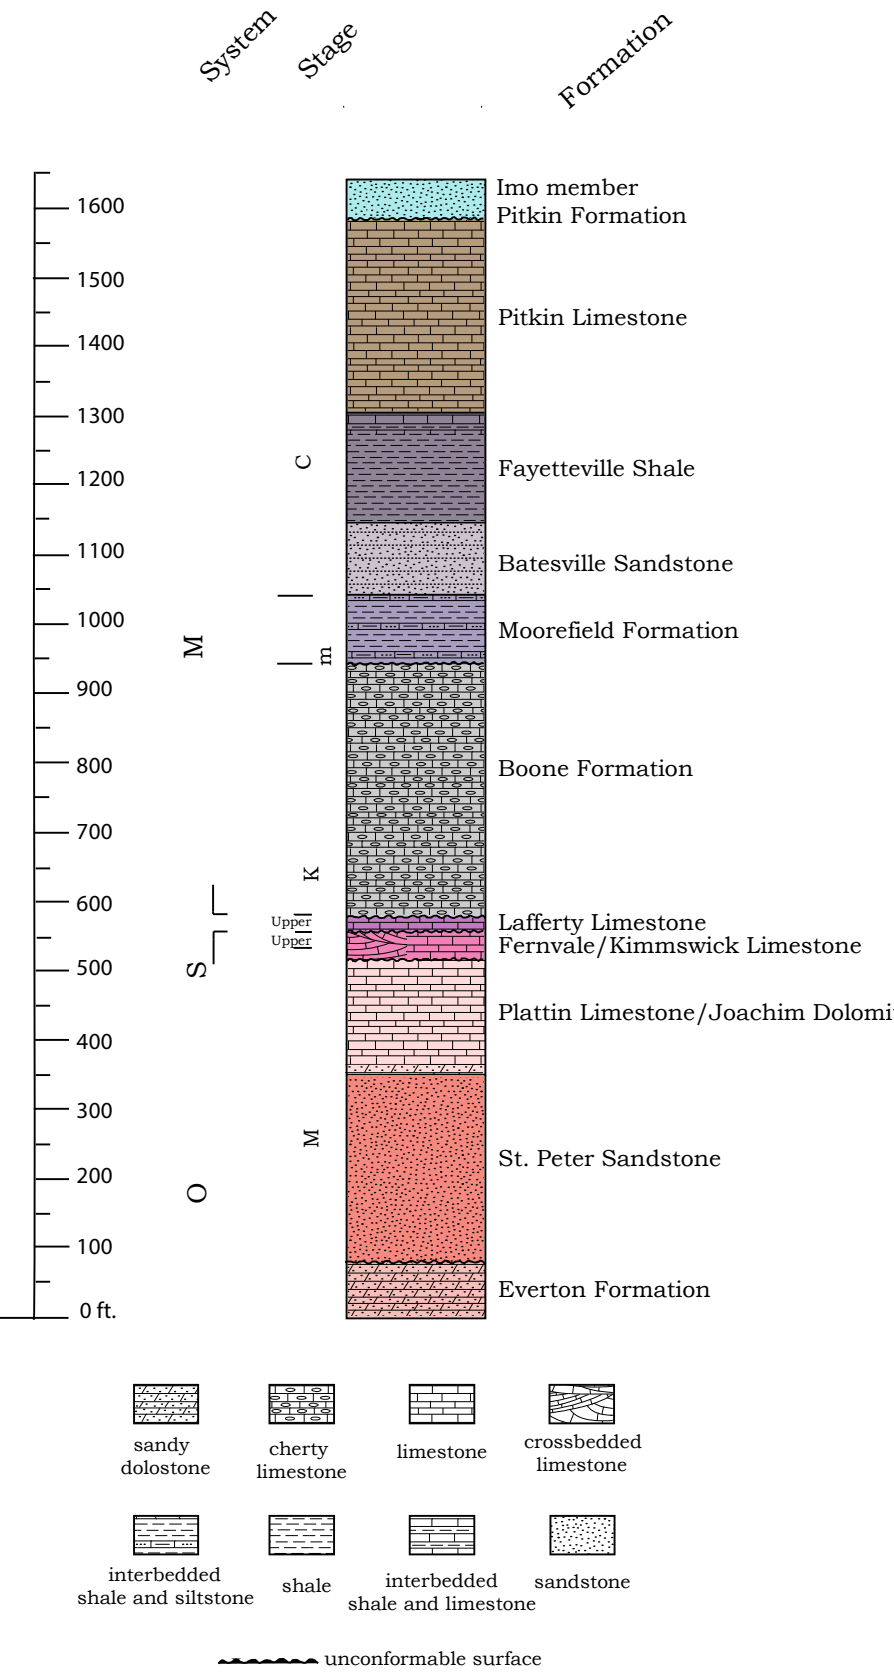 System
Stage
Formation
Imo member
1600
Pitkin Formation
1500
Pitkin Limestone
1400
1300
C
Fayetteville Shale
1200
1100
Batesville Sandstone
1000
Moorefield Formation
M
m
900
800
Boone Formation
700
K
600
Upper
Lafferty Limestone
Upper
Fernvale/Kimmswick Limestone
S
500
Plattin Limestone/Joachim Dolomi
400
300
M
St. Peter Sandstone
200
O
100
Everton Formation
0 ft.
sandy
dolostone
cherty
limestone
limestone
crossbedded
limestone
interbedded
shale and siltstone
shale
interbedded
shale and limestone
sandstone
unconformable surface